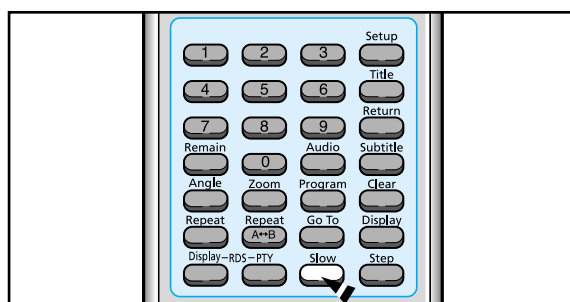 Setup
1 2 3
Title
4 5 6
Return
7 8 9
Remain Audio Subtitle
0
Angle Zoom Program Clear
Repeat Repeat Go To Display
A↔B
Display–RDS–PTY Slow Step